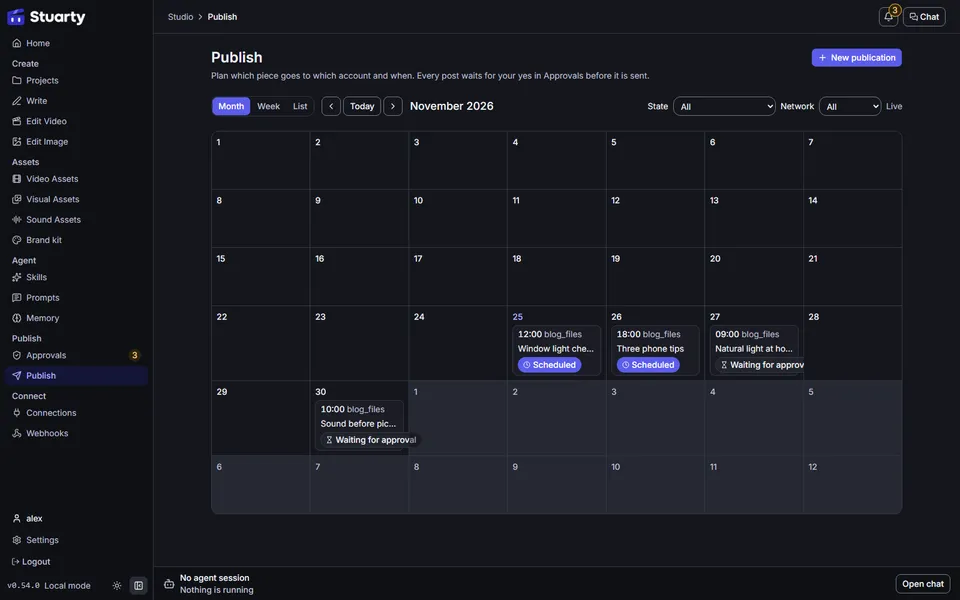 Stuarty
Home
Create
Projects
Write
Edit Video
Edit Image
Assets
Video Assets
Visual Assets
Sound Assets
Brand kit
Agent
Skills
Prompts
Memory
Publish
Approvals 3
Publish
Connect
Connections
Webhooks
alex
Settings
Logout
v0.54.0 Local mode
Studio > Publish
3
Chat
Publish
Plan which piece goes to which account and when. Every post waits for your yes in Approvals before it is sent.
+ New publication
Month Week List
Today
November 2026
State All Network All Live
1 2 3 4 5 6 7
8 9 10 11 12 13 14
15 16 17 18 19 20 21
22 23 24 25 26 27 28
12:00 blog_files
Window light che...
Scheduled
18:00 blog_files
Three phone tips
Scheduled
09:00 blog_files
Natural light at ho...
Waiting for approv
29 30 1 2 3 4 5
10:00 blog_files
Sound before pic...
Waiting for approval
6 7 8 9 10 11 12
No agent session
Nothing is running
Open chat